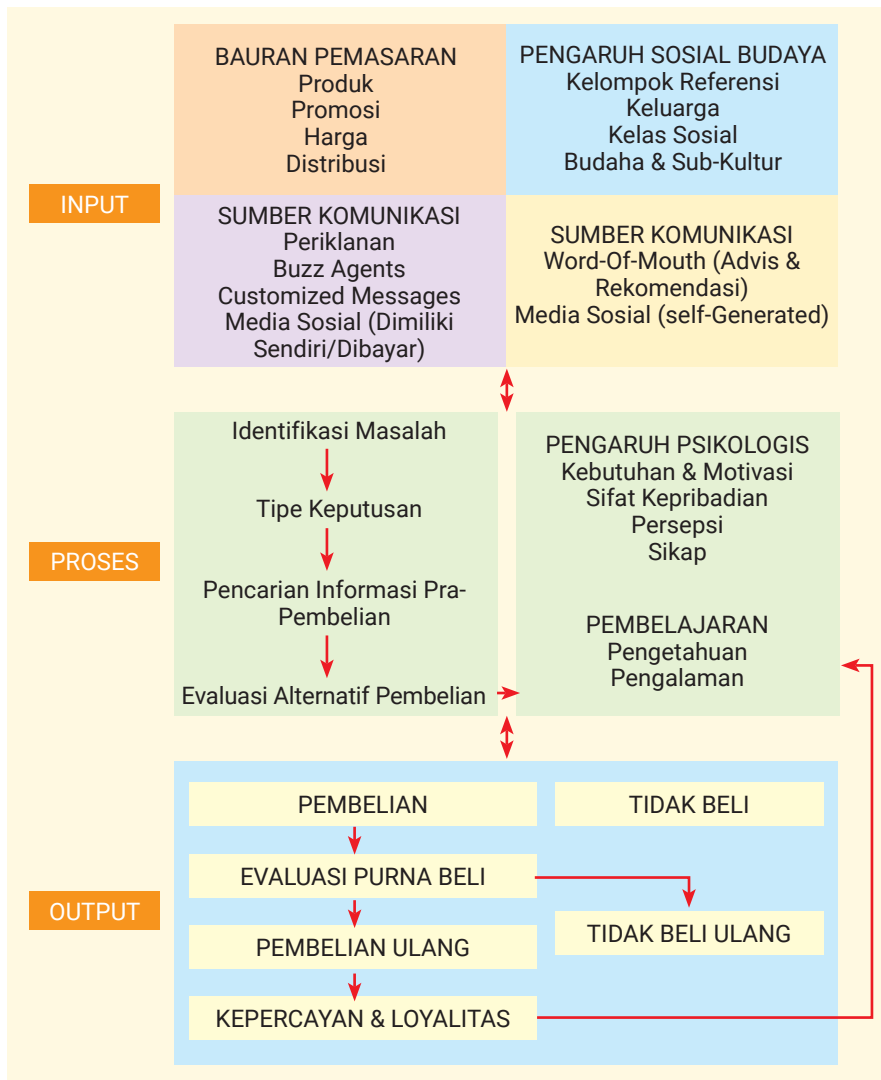 INPUT
BAURAN PEMASARAN
Produk
Promosi
Harga
Distribusi
PENGARUH SOSIAL BUDAYA
Kelompok Referensi
Keluarga
Kelas Sosial
Budaha & Sub-Kultur
SUMBER KOMUNIKASI
Periklanan
Buzz Agents
Customized Messages
Media Sosial (Dimiliki
Sendiri/Dibayar)
SUMBER KOMUNIKASI
Word-Of-Mouth (Advis &
Rekomendasi)
Media Sosial (self-Generated)
PROSES
Identifikasi Masalah
Tipe Keputusan
Pencarian Informasi Pra-
Pembelian
Evaluasi Alternatif Pembelian
PENGARUH PSIKOLOGIS
Kebutuhan & Motivasi
Sifat Kepribadian
Persepsi
Sikap
PEMBELAJARAN
Pengetahuan
Pengalaman
OUTPUT
PEMBELIAN
TIDAK BELI
EVALUASI PURNA BELI
TIDAK BELI ULANG
PEMBELIAN ULANG
KEPERCAYAN & LOYALITAS